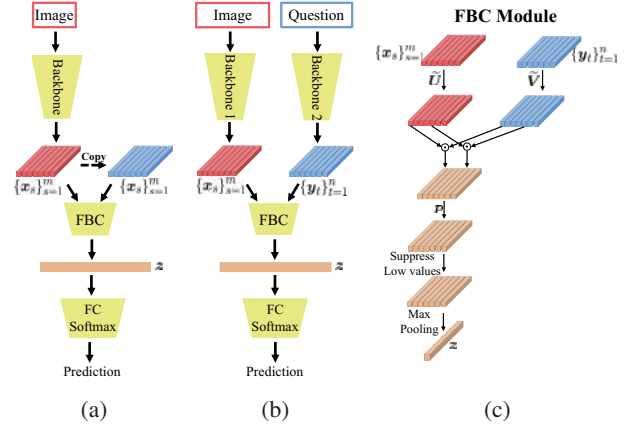 Image
Backbone
Copy
{x_s}_{s=1}^m
{x_s}_{s=1}^m
FBC
z
FC
Softmax
Prediction
(a)
Image
Question
Backbone 1
Backbone 2
{x_s}_{s=1}^m
{y_t}_{t=1}^n
FBC
z
FC
Softmax
Prediction
(b)
FBC Module
{x_s}_{s=1}^m
{y_t}_{t=1}^n
Ũ
Ṽ
P
Suppress
Low values
Max
Pooling
z
(c)